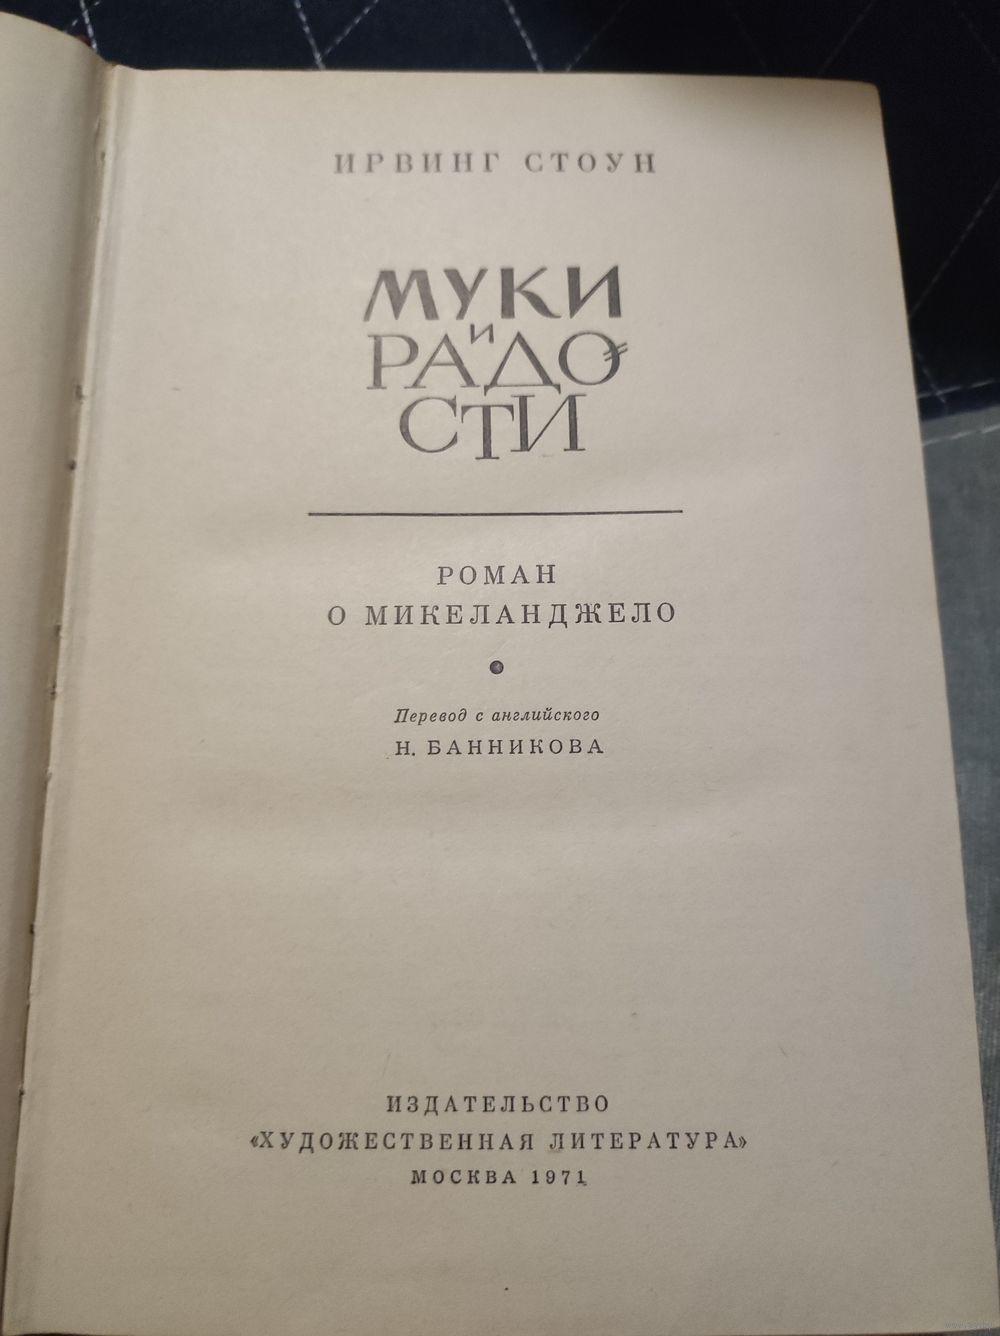 ИРВИНГ СТОУН
МУКИ
И
РАДО
СТИ
РОМАН
О МИКЕЛАНДЖЕЛО
Перевод с английского
Н. БАННИКОВА
ИЗДАТЕЛЬСТВО
«ХУДОЖЕСТВЕННАЯ ЛИТЕРАТУРА»
МОСКВА 1971